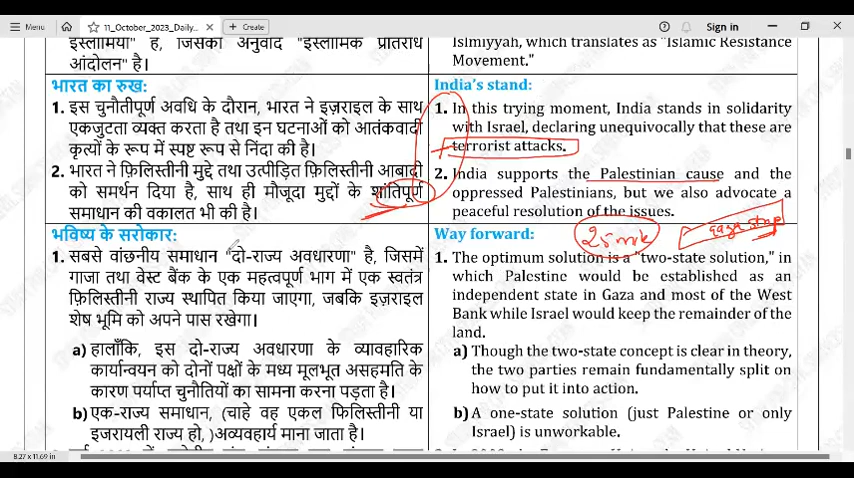 Menu
11_October_2023_Daily...
Create
Sign in
इस्लामिया" है, जिसका अनुवाद "इस्लामिक प्रतिरोध
आंदोलन" है।
भारत का रुख:
1. इस चुनौतीपूर्ण अवधि के दौरान, भारत ने इज़राइल के साथ
एकजुटता व्यक्त करता है तथा इन घटनाओं को आतंकवादी
कृत्यों के रूप में स्पष्ट रूप से निंदा की है।
2. भारत ने फ़िलिस्तीनी मुद्दे तथा उत्पीड़ित फ़िलिस्तीनी आबादी
को समर्थन दिया है, साथ ही मौजूदा मुद्दों के शांतिपूर्ण
समाधान की वकालत भी की है।
भविष्य के सरोकार:
1. सबसे वांछनीय समाधान "दो-राज्य अवधारणा" है, जिसमें
गाजा तथा वेस्ट बैंक के एक महत्वपूर्ण भाग में एक स्वतंत्र
फ़िलिस्तीनी राज्य स्थापित किया जाएगा, जबकि इज़राइल
शेष भूमि को अपने पास रखेगा।
a) हालाँकि, इस दो-राज्य अवधारणा के व्यावहारिक
कार्यान्वयन को दोनों पक्षों के मध्य मूलभूत असहमति के
कारण पर्याप्त चुनौतियों का सामना करना पड़ता है।
b) एक-राज्य समाधान, (चाहे वह एकल फिलिस्तीनी या
इजरायली राज्य हो, )अव्यवहार्य माना जाता है।
Islmiyyah, which translates as "Islamic Resistance
Movement."
India's stand:
1. In this trying moment, India stands in solidarity
with Israel, declaring unequivocally that these are
terrorist attacks.
2. India supports the Palestinian cause and the
oppressed Palestinians, but we also advocate a
peaceful resolution of the issues.
25 mk
gaza strip
Way forward:
1. The optimum solution is a "two-state solution," in
which Palestine would be established as an
independent state in Gaza and most of the West
Bank while Israel would keep the remainder of the
land.
a) Though the two-state concept is clear in theory,
the two parties remain fundamentally split on
how to put it into action.
b) A one-state solution (just Palestine or only
Israel) is unworkable.
8.27 x 11.69 in